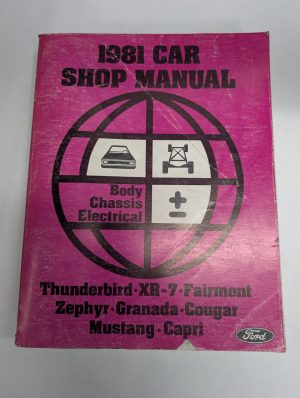 1981 CAR
SHOP MANUAL
Body
Chassis
Electrical
Thunderbird • XR-7 • Fairmont
Zephyr • Granada • Cougar
Mustang • Capri
Ford